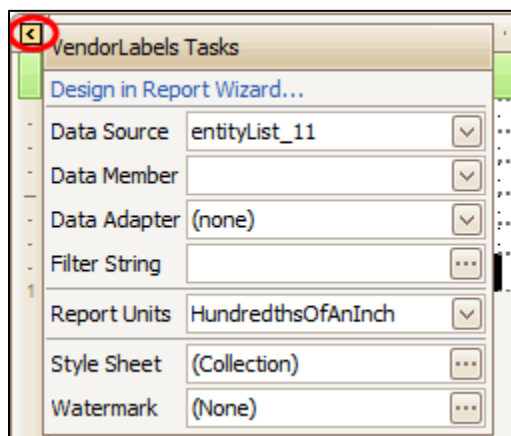 VendorLabels Tasks
Design in Report Wizard...
Data Source entityList_11
Data Member
Data Adapter (none)
Filter String
1
Report Units HundredthsOfAnInch
Style Sheet (Collection)
Watermark (None)